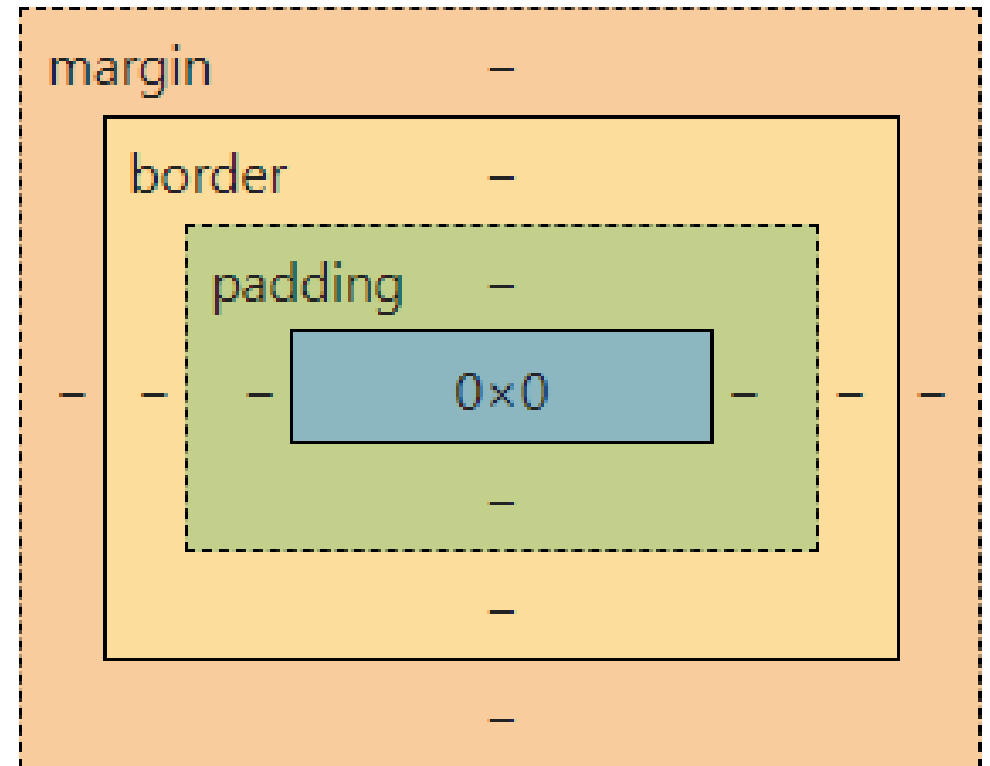 margin –
border –
padding –
– – – 0×0 – – –
–
–
–